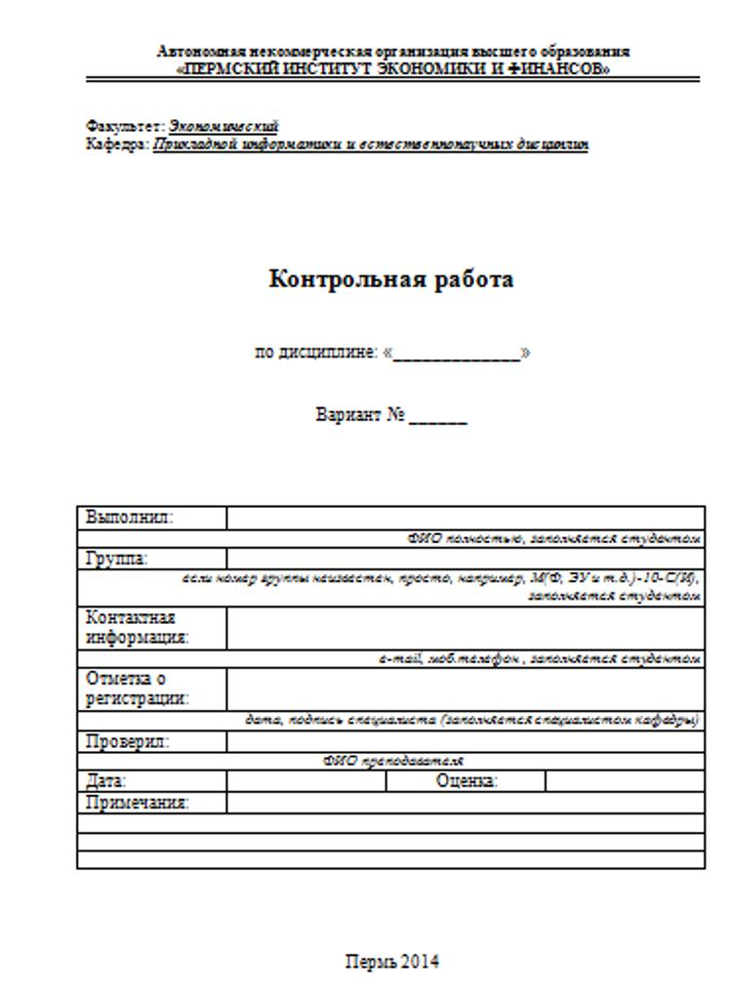 Автономная некоммерческая организация высшего образования
«ПЕРМСКИЙ ИНСТИТУТ ЭКОНОМИКИ И ФИНАНСОВ»
Факультет: Экономический
Кафедра: Прикладной информатики и естественнонаучных дисциплин
Контрольная работа
по дисциплине: «_____________»
Вариант № ______
Выполнил:
ФИО полностью, заполняется студентом
Группа:
если номер группы неизвестен, просто, например, М(Ф, ЭУ и т.д.)-10-С(И),
заполняется студентом
Контактная
информация:
e-mail, моб.телефон , заполняется студентом
Отметка о
регистрации:
дата, подпись специалиста (заполняется специалистом кафедры)
Проверил:
ФИО преподавателя
Дата: Оценка:
Примечания:
Пермь 2014